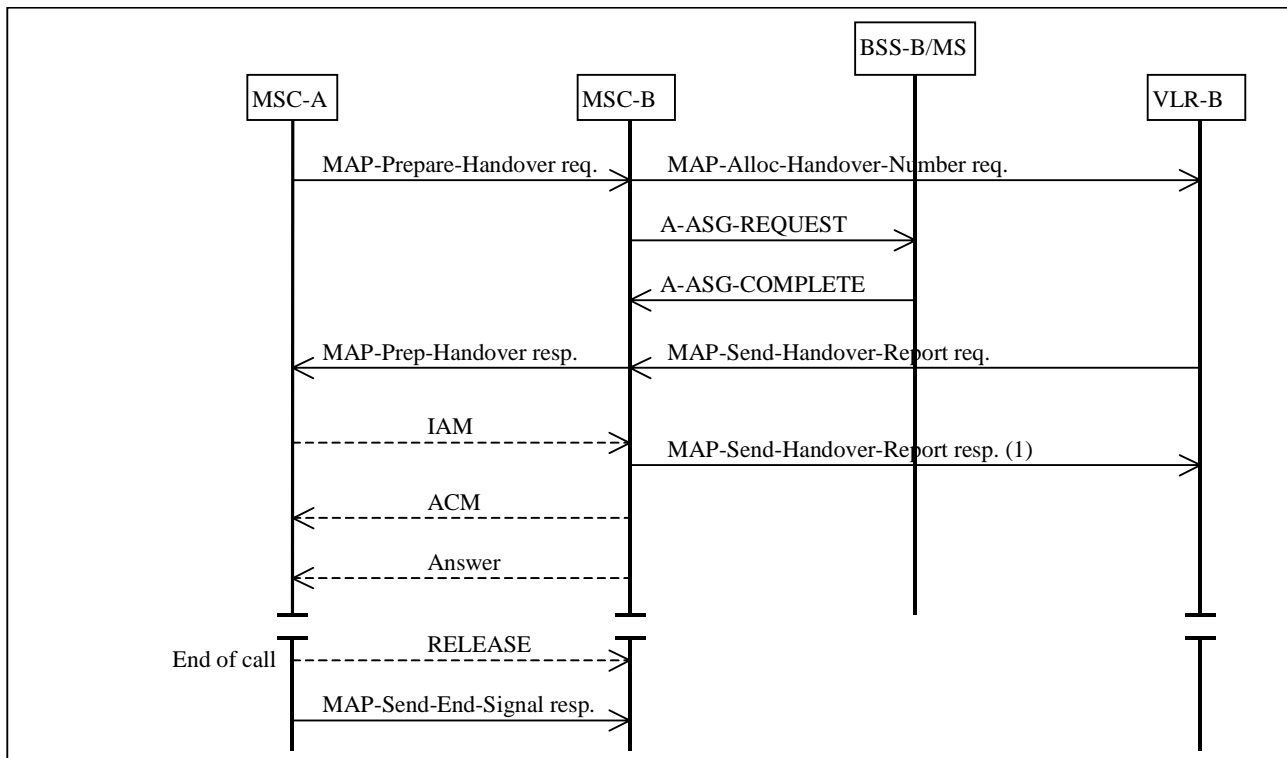 BSS-B/MS
MSC-A
MSC-B
VLR-B
MAP-Prepare-Handover req.
MAP-Alloc-Handover-Number req.
A-ASG-REQUEST
A-ASG-COMPLETE
MAP-Prep-Handover resp.
MAP-Send-Handover-Report req.
IAM
MAP-Send-Handover-Report resp. (1)
ACM
Answer
RELEASE
End of call
MAP-Send-End-Signal resp.